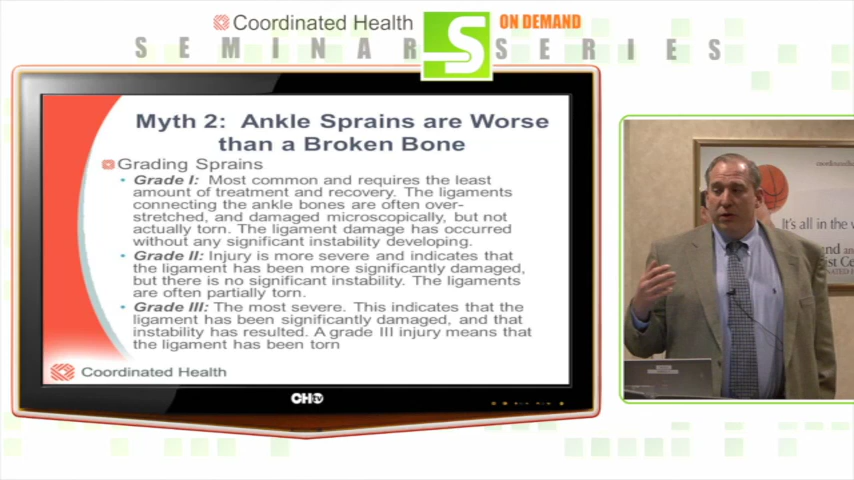 Coordinated Health
ON DEMAND
S
SEMINAR SERIES
Myth 2: Ankle Sprains are Worse
than a Broken Bone
Grading Sprains
• Grade I: Most common and requires the least
amount of treatment and recovery. The ligaments
connecting the ankle bones are often over-
stretched, and damaged microscopically, but not
actually torn. The ligament damage has occurred
without any significant instability developing.
• Grade II: Injury is more severe and indicates that
the ligament has been more significantly damaged,
but there is no significant instability. The ligaments
are often partially torn.
• Grade III: The most severe. This indicates that the
ligament has been significantly damaged, and that
instability has resulted. A grade III injury means that
the ligament has been torn
Coordinated Health
CHtv
It's all in the